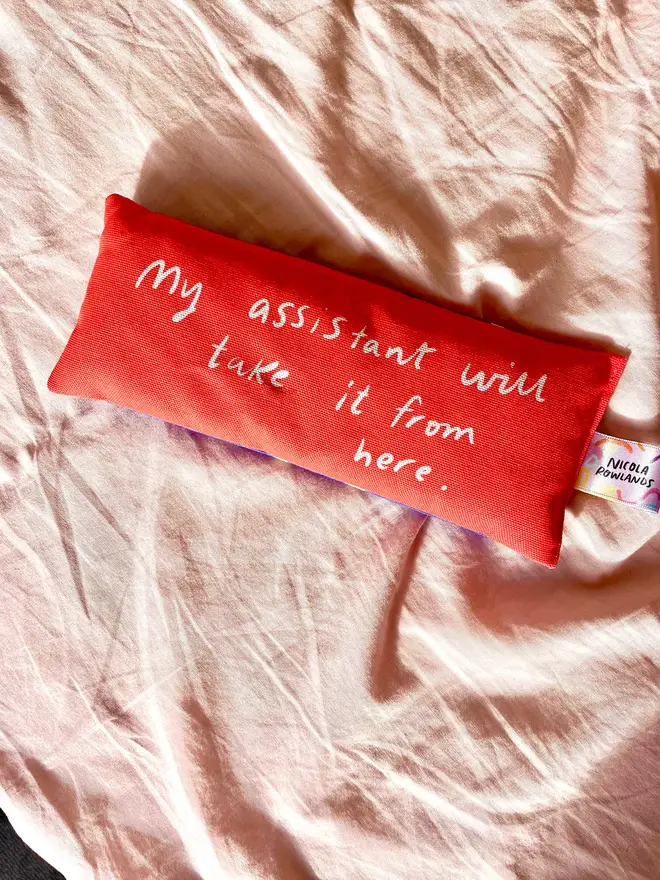 My assistant will
take it from
here.
NICOLA
ROWLANDS